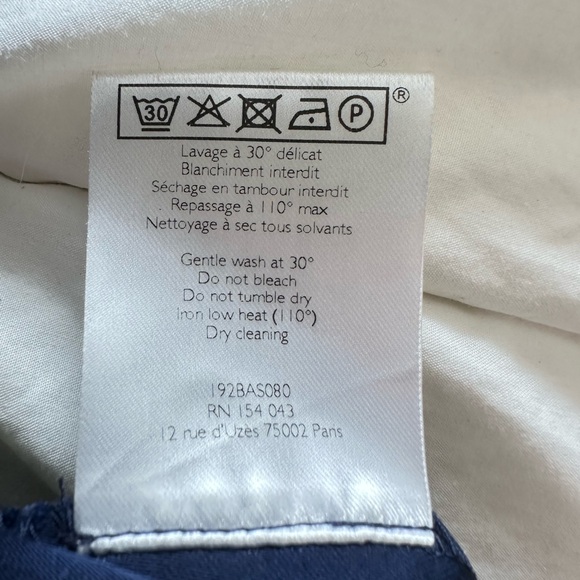 30 P ®
Lavage à 30° délicat
Blanchiment interdit
Séchage en tambour interdit
Repassage à 110° max
Nettoyage à sec tous solvants
Gentle wash at 30°
Do not bleach
Do not tumble dry
Iron low heat (110°)
Dry cleaning
192BAS080
RN 154 043
12 rue d'Uzès 75002 Paris